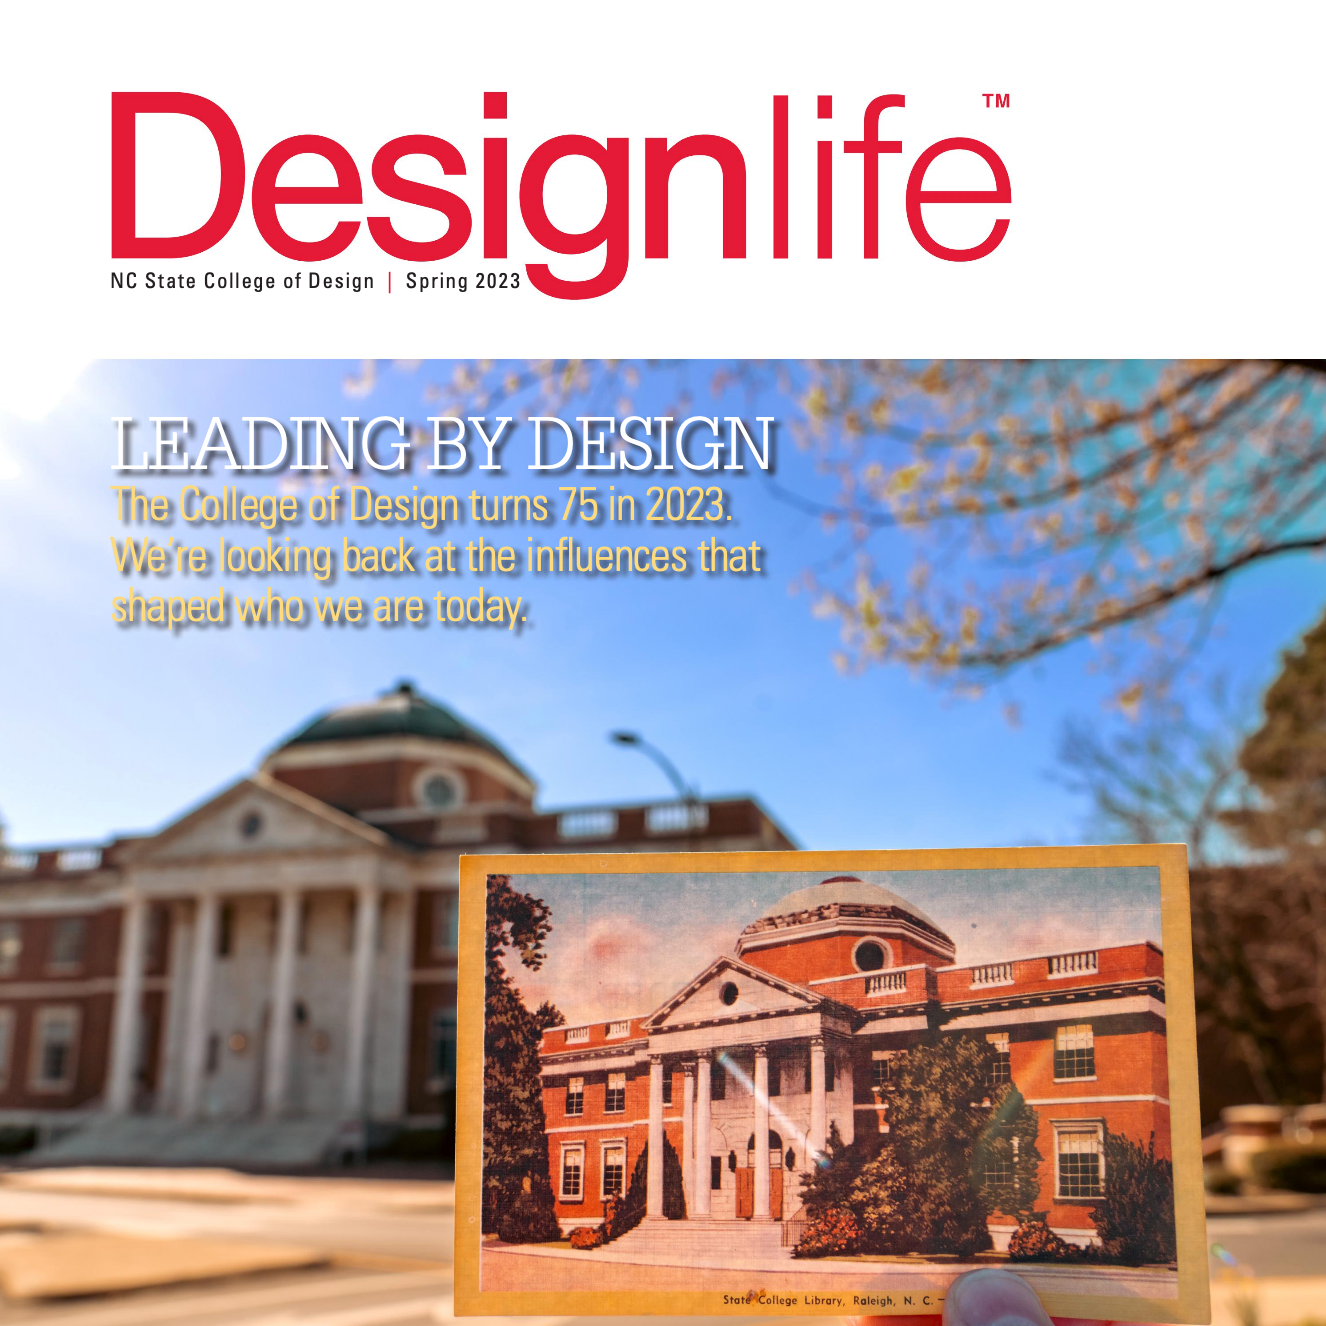 Designlife™
NC State College of Design | Spring 2023
LEADING BY DESIGN
The College of Design turns 75 in 2023.
We're looking back at the influences that
shaped who we are today.
State College Library, Raleigh, N. C. —